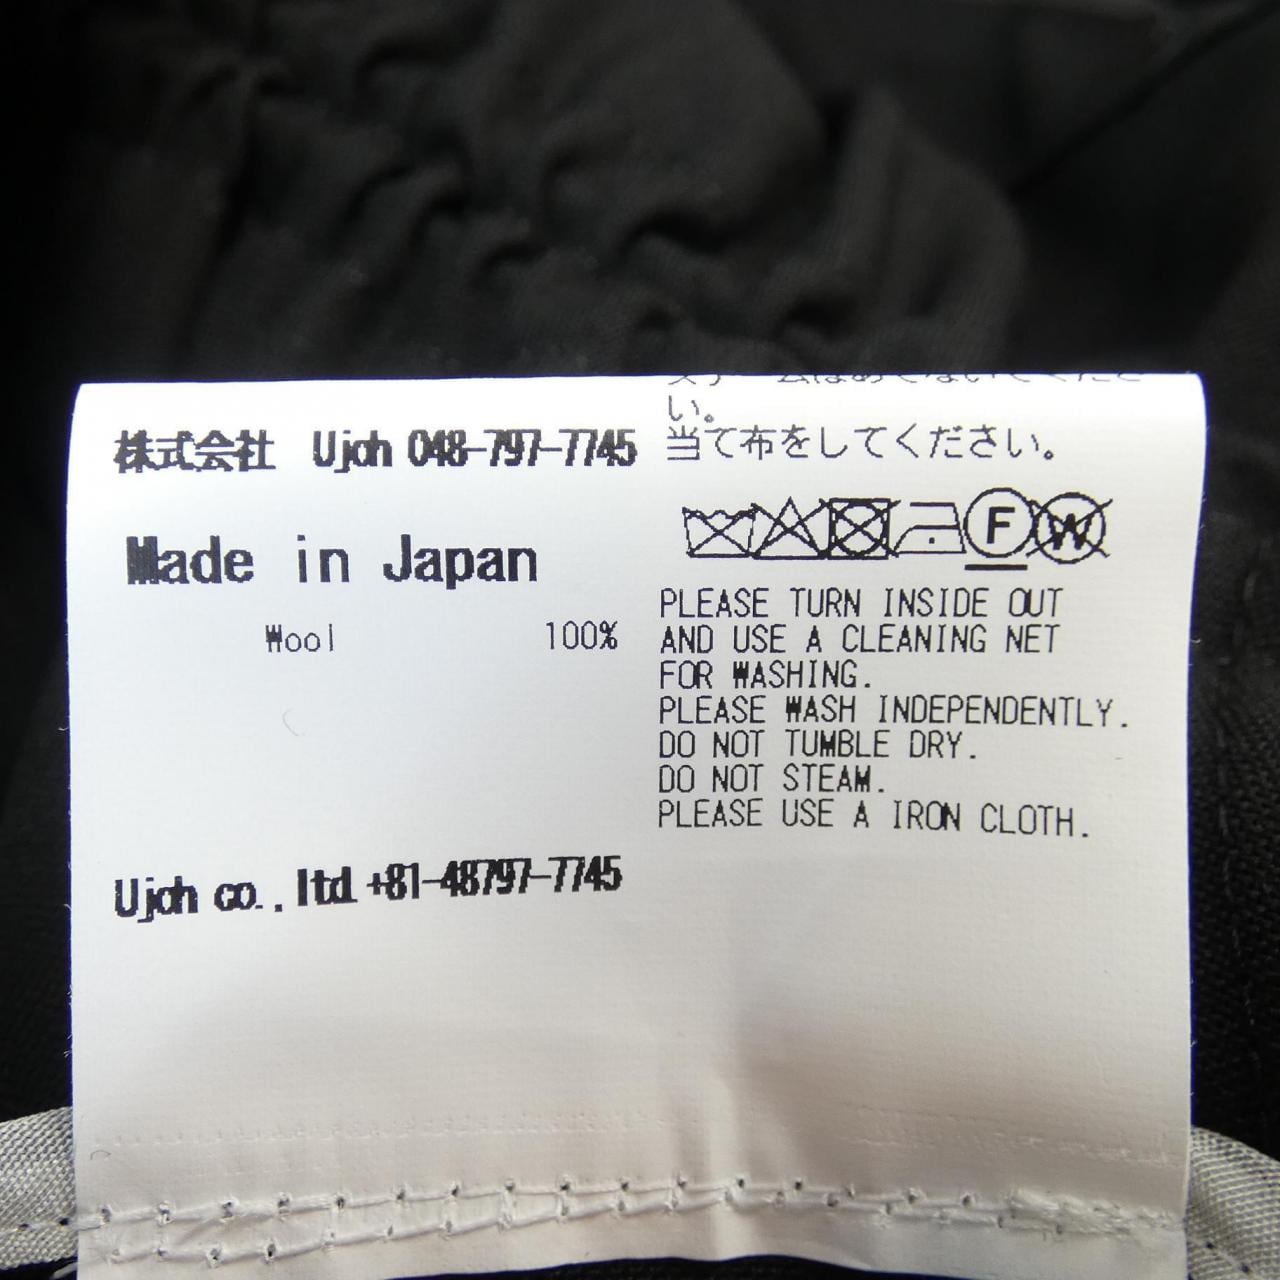 株式会社 Ujoh 048-797-7745
Made in Japan
Wool 100%
Ujoh co., ltd. +81-48797-7745
い。
当て布をしてください。
F W
PLEASE TURN INSIDE OUT
AND USE A CLEANING NET
FOR WASHING.
PLEASE WASH INDEPENDENTLY.
DO NOT TUMBLE DRY.
DO NOT STEAM.
PLEASE USE A IRON CLOTH.